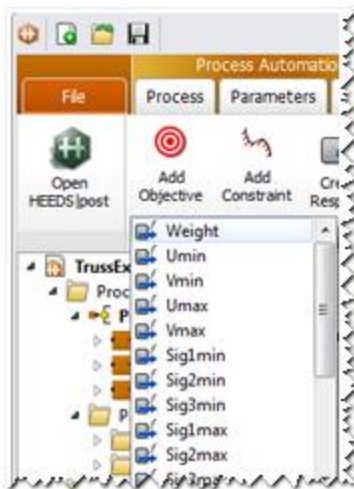 Process Automatio
File
Process
Parameters
Open
HEEDS|post
Add
Objective
Add
Constraint
Cre
Resp
Weight
TrussEx
Umin
Proc
Vmin
P
Umax
Vmax
Sig1min
Sig2min
Sig3min
P
Sig1max
Sig2max
Sig3max